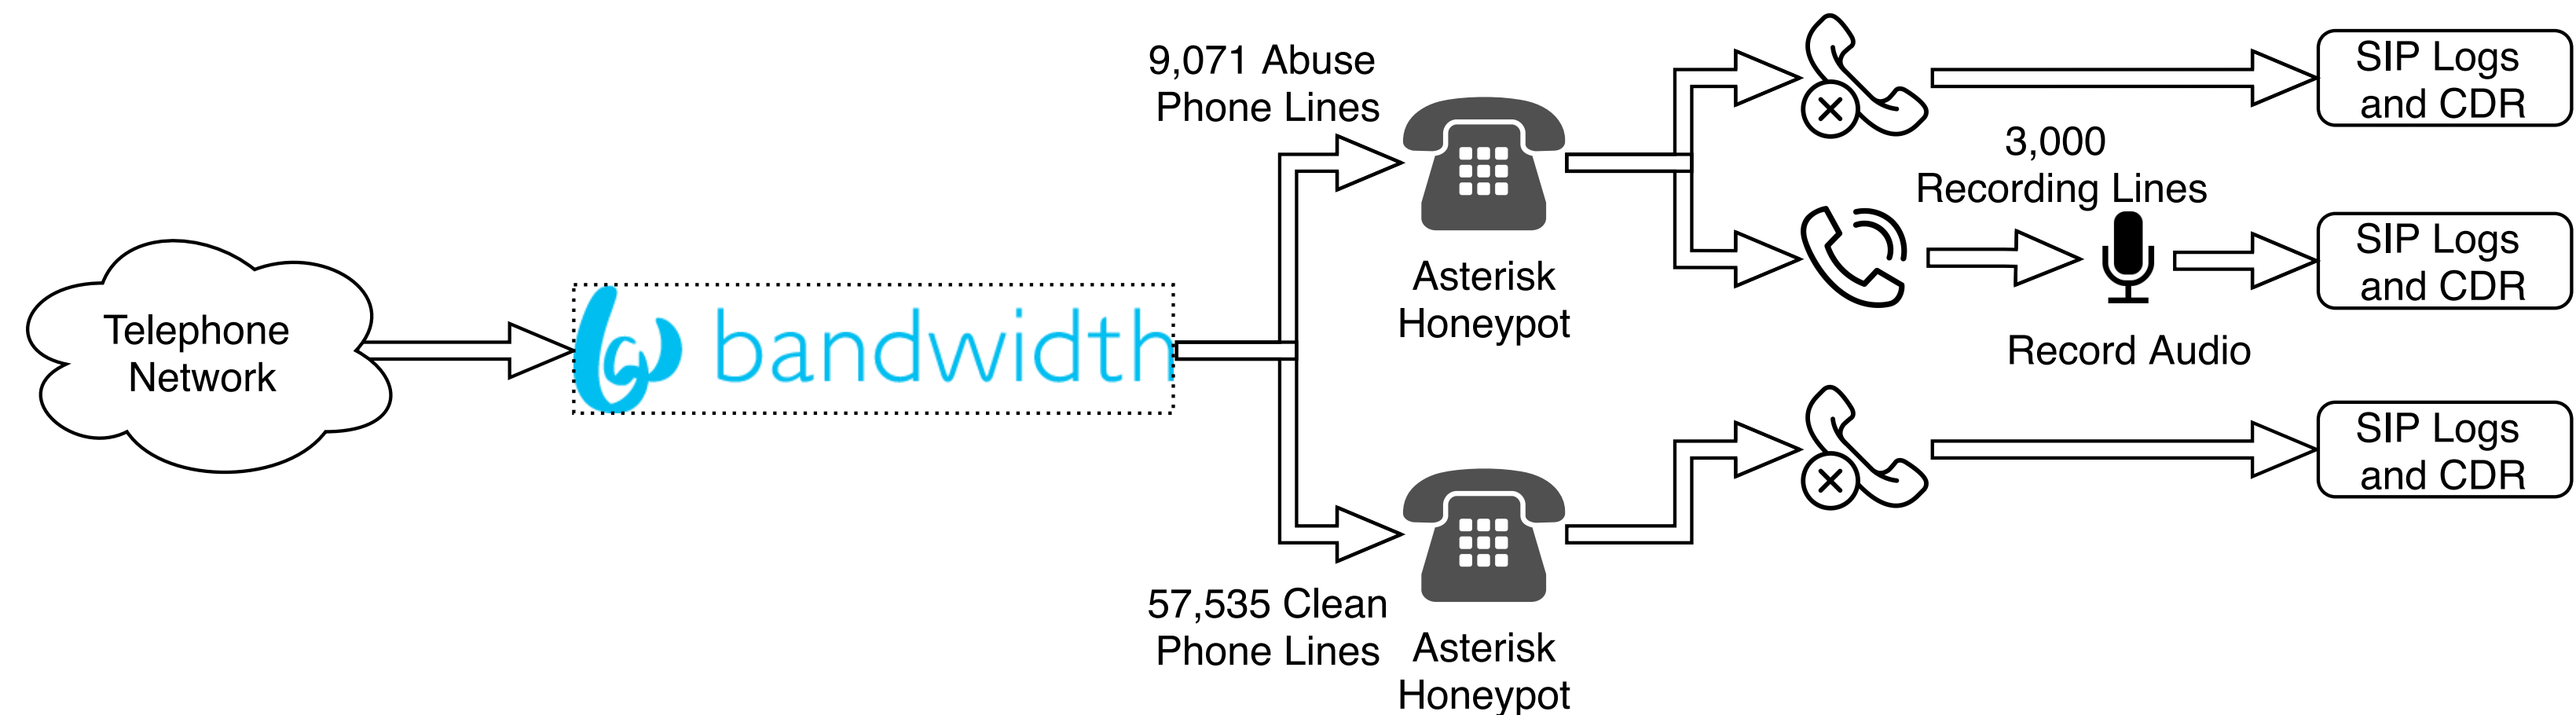 Telephone
Network
bandwidth
9,071 Abuse
Phone Lines
Asterisk
Honeypot
57,535 Clean
Phone Lines
Asterisk
Honeypot
SIP Logs
and CDR
3,000
Recording Lines
Record Audio
SIP Logs
and CDR
SIP Logs
and CDR